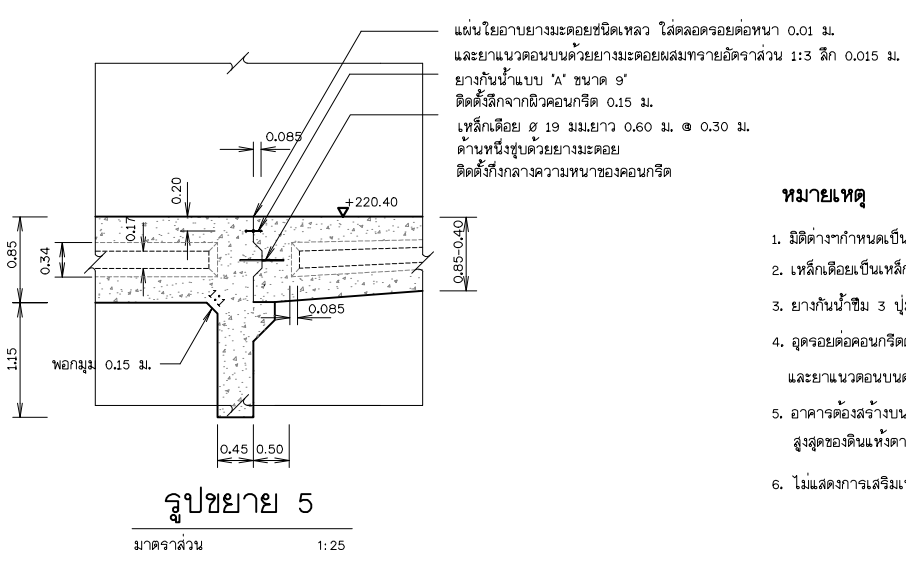 แผ่นใยอาบยางมะตอยชนิดเหลว ใส่ตลอดรอยต่อหนา 0.01 ม.
และยาแนวตอนบนด้วยยางมะตอยผสมทรายอัตราส่วน 1:3 ลึก 0.015 ม.
ยางกันน้ำแบบ "A" ขนาด 9"
ติดตั้งลึกจากผิวคอนกรีต 0.15 ม.
เหล็กเดือย ø 19 มม.ยาว 0.60 ม. @ 0.30 ม.
ด้านหนึ่งชุบด้วยยางมะตอย
ติดตั้งกึ่งกลางความหนาของคอนกรีต
0.085
0.20
+220.40
0.17
0.85
0.34
0.85-0.40
1:1
0.085
1.15
พอกมุม 0.15 ม.
0.45 0.50
รูปขยาย 5
มาตราส่วน 1:25
หมายเหตุ
1. มิติต่างๆกำหนดเป็น
2. เหล็กเดือยเป็นเหล็ก
3. ยางกันน้ำซึม 3 ปุ่ม
4. อุดรอยต่อคอนกรีต
และยาแนวตอนบน
5. อาคารต้องสร้างบน
สูงสุดของดินแห้งตา
6. ไม่แสดงการเสริมเ